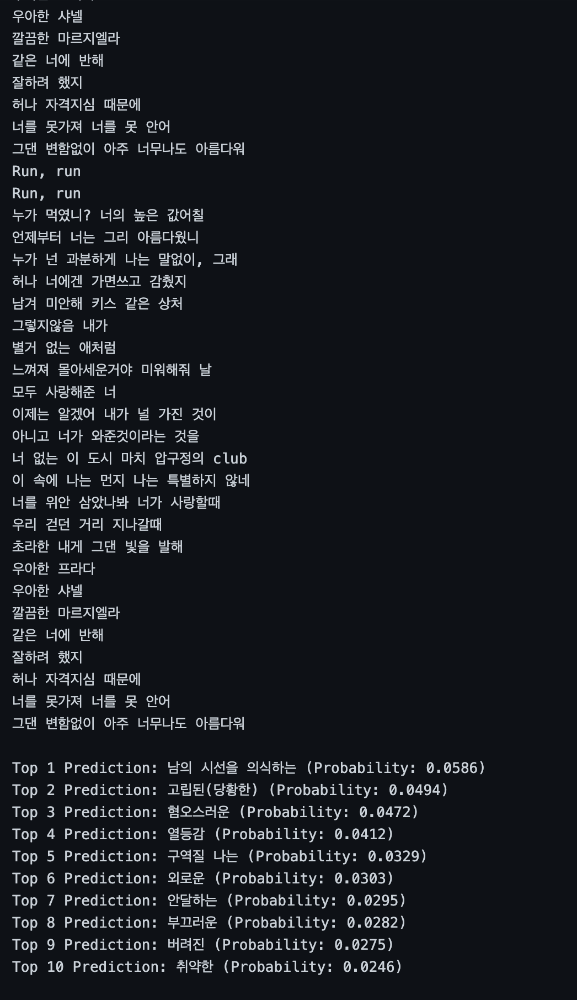 우아한 샤넬
깔끔한 마르지엘라
같은 너에 반해
잘하려 했지
허나 자격지심 때문에
너를 못가져 너를 못 안어
그댄 변함없이 아주 너무나도 아름다워
Run, run
Run, run
누가 먹였니? 너의 높은 값어칠
언제부터 너는 그리 아름다웠니
누가 넌 과분하게 나는 말없이, 그래
허나 너에겐 가면쓰고 감췄지
남겨 미안해 키스 같은 상처
그렇지않음 내가
별거 없는 애처럼
느껴져 몰아세운거야 미워해줘 날
모두 사랑해준 너
이제는 알겠어 내가 널 가진 것이
아니고 너가 와준것이라는 것을
너 없는 이 도시 마치 압구정의 club
이 속에 나는 먼지 나는 특별하지 않네
너를 위안 삼았나봐 너가 사랑할때
우리 걷던 거리 지나갈때
초라한 내게 그댄 빛을 발해
우아한 프라다
우아한 샤넬
깔끔한 마르지엘라
같은 너에 반해
잘하려 했지
허나 자격지심 때문에
너를 못가져 너를 못 안어
그댄 변함없이 아주 너무나도 아름다워
Top 1 Prediction: 남의 시선을 의식하는 (Probability: 0.0586)
Top 2 Prediction: 고립된(당황한) (Probability: 0.0494)
Top 3 Prediction: 혐오스러운 (Probability: 0.0472)
Top 4 Prediction: 열등감 (Probability: 0.0412)
Top 5 Prediction: 구역질 나는 (Probability: 0.0329)
Top 6 Prediction: 외로운 (Probability: 0.0303)
Top 7 Prediction: 안달하는 (Probability: 0.0295)
Top 8 Prediction: 부끄러운 (Probability: 0.0282)
Top 9 Prediction: 버려진 (Probability: 0.0275)
Top 10 Prediction: 취약한 (Probability: 0.0246)